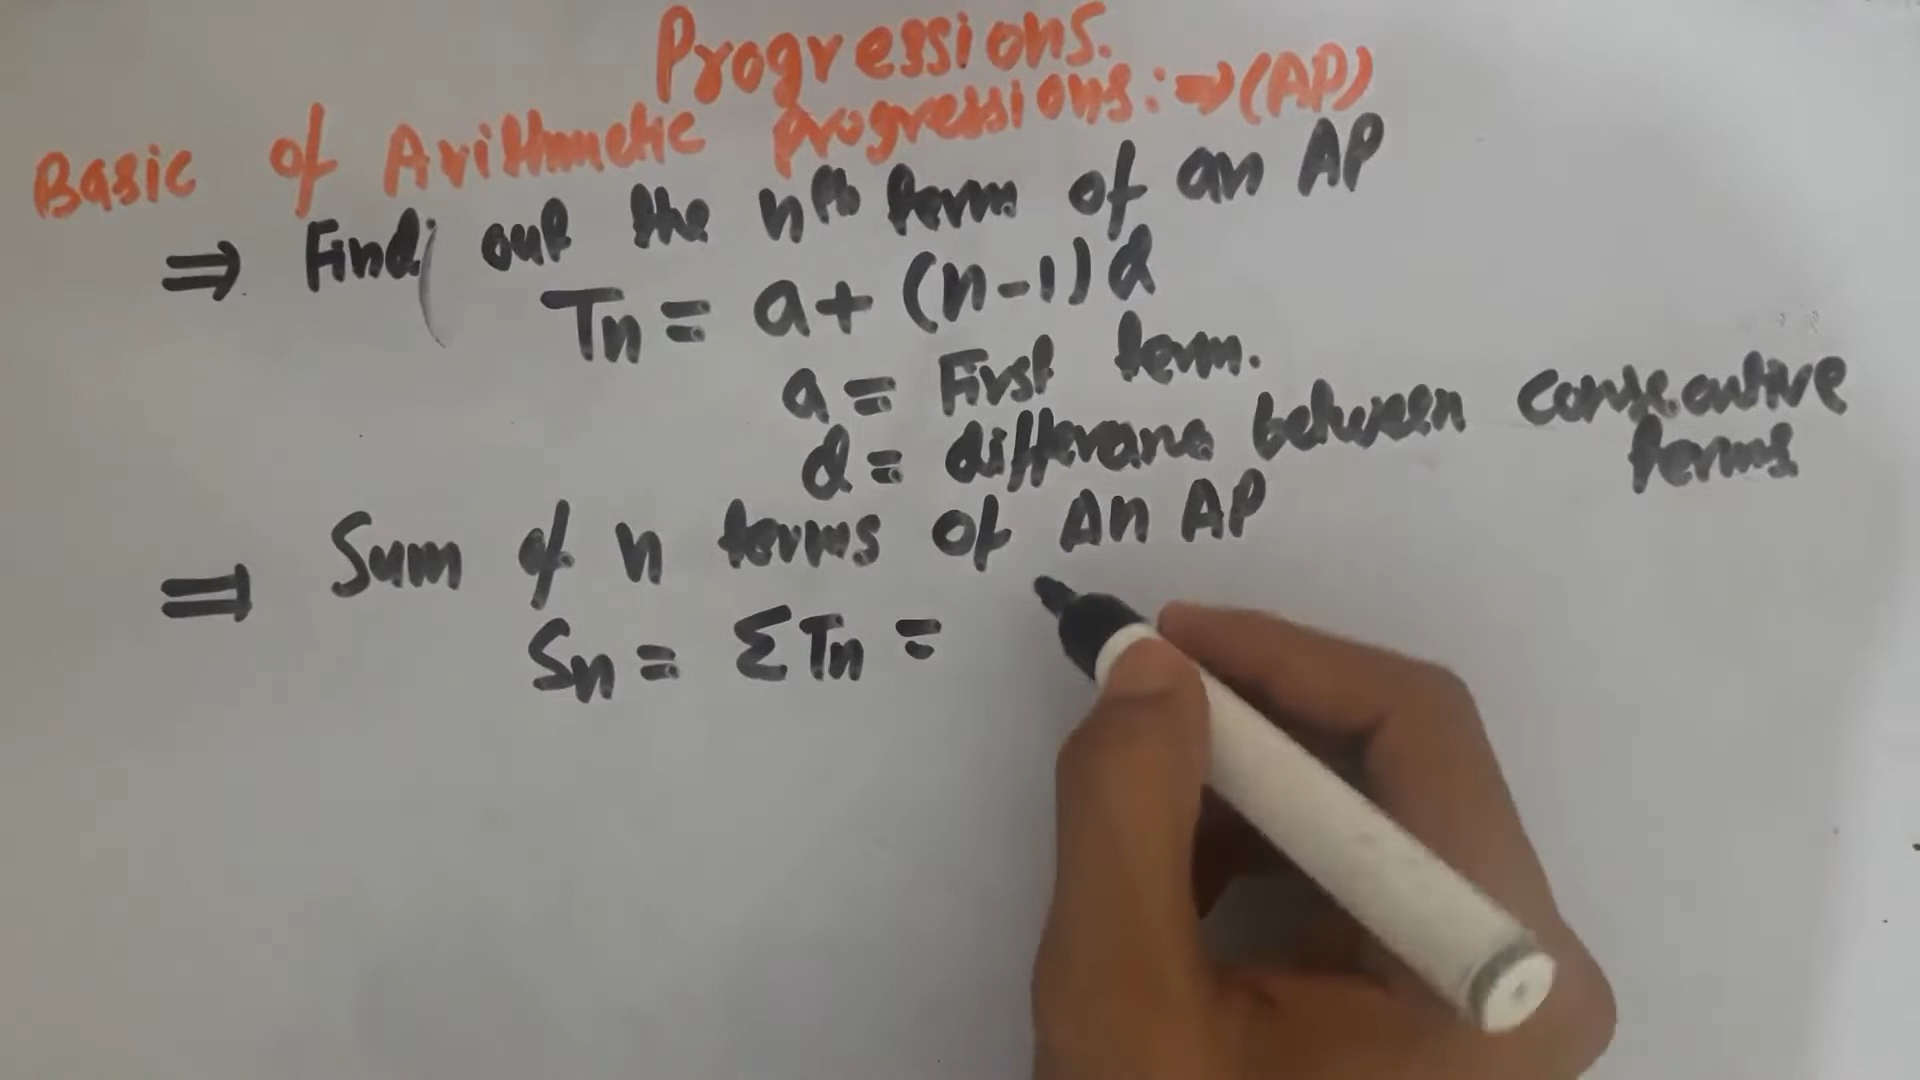 Progressions.
Basic of Arithmetic progressions: ⇒ (AP)
⇒ Find out the nth term of an AP
Tn = a + (n-1)d
a = First term.
d = difference between consecutive
terms
⇒ Sum of n terms of An AP
Sn = ΣTn =